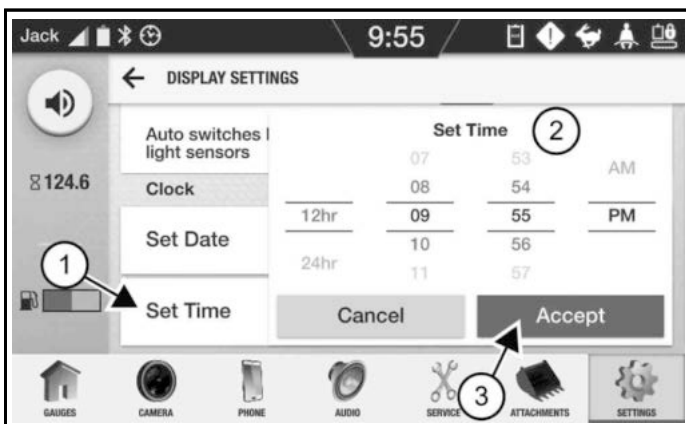 Jack 9:55
DISPLAY SETTINGS
Auto switches
light sensors
124.6
Clock
Set Date
Set Time
1
Set Time 2
07 53
08 54 AM
12hr 09 55 PM
10 56
24hr
11 57
Cancel Accept
3
GAUGES CAMERA PHONE AUDIO SERVICE ATTACHMENTS SETTINGS